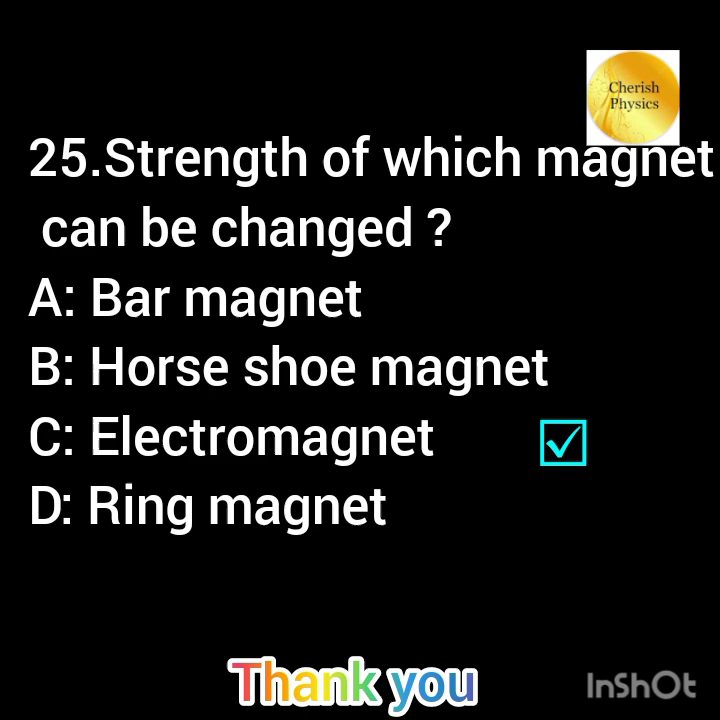 Cherish
Physics
25.Strength of which magnet
can be changed ?
A: Bar magnet
B: Horse shoe magnet
C: Electromagnet ☑
D: Ring magnet
Thank you
InShOt